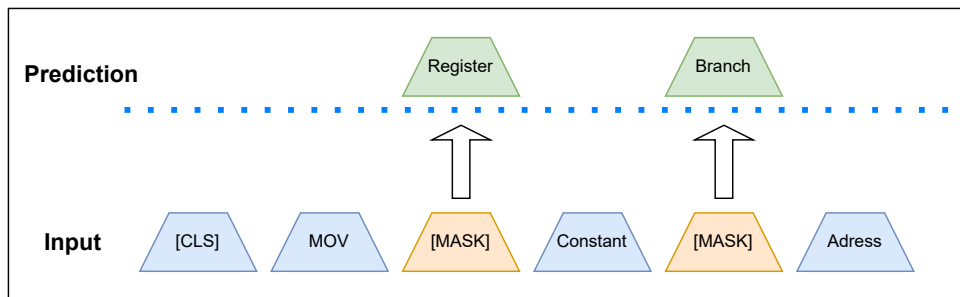 Register
Branch
Prediction
Input
[CLS]
MOV
[MASK]
Constant
[MASK]
Adress